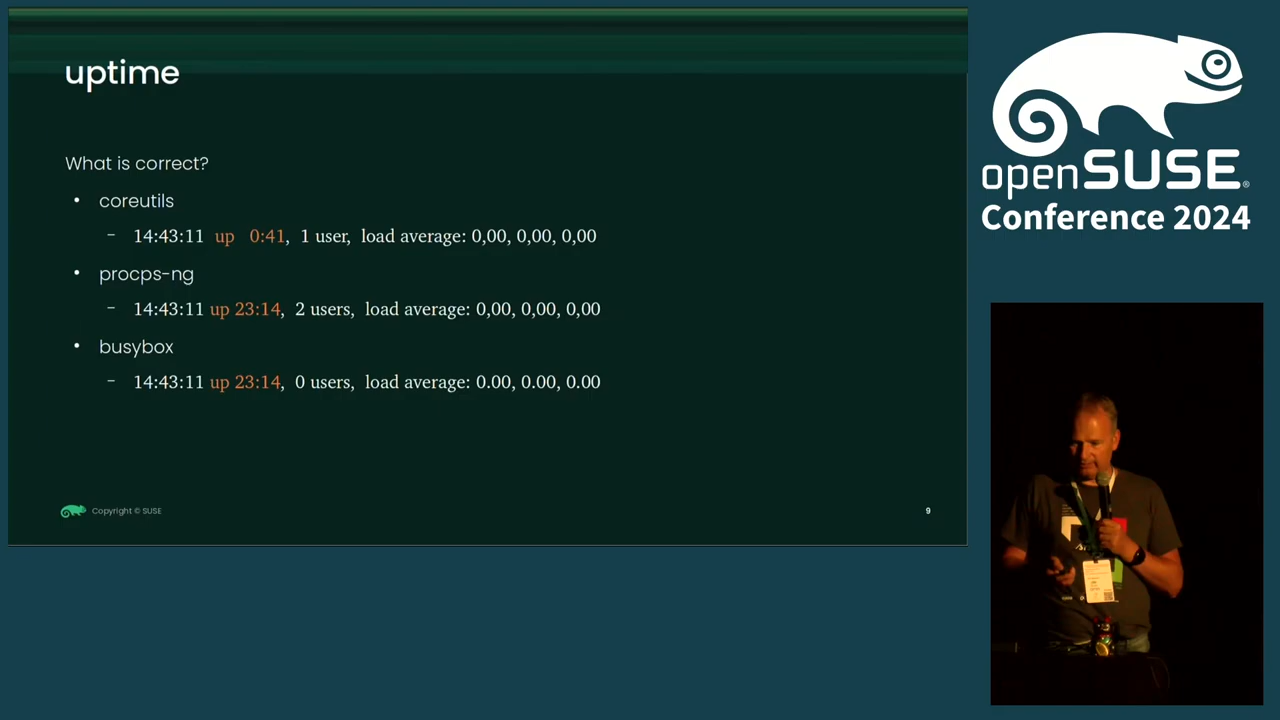 uptime
What is correct?
• coreutils
– 14:43:11  up   0:41,  1 user,  load average: 0,00, 0,00, 0,00
• procps-ng
– 14:43:11 up 23:14,  2 users,  load average: 0,00, 0,00, 0,00
• busybox
– 14:43:11 up 23:14,  0 users,  load average: 0.00, 0.00, 0.00
Copyright © SUSE
9
openSUSE®
Conference 2024